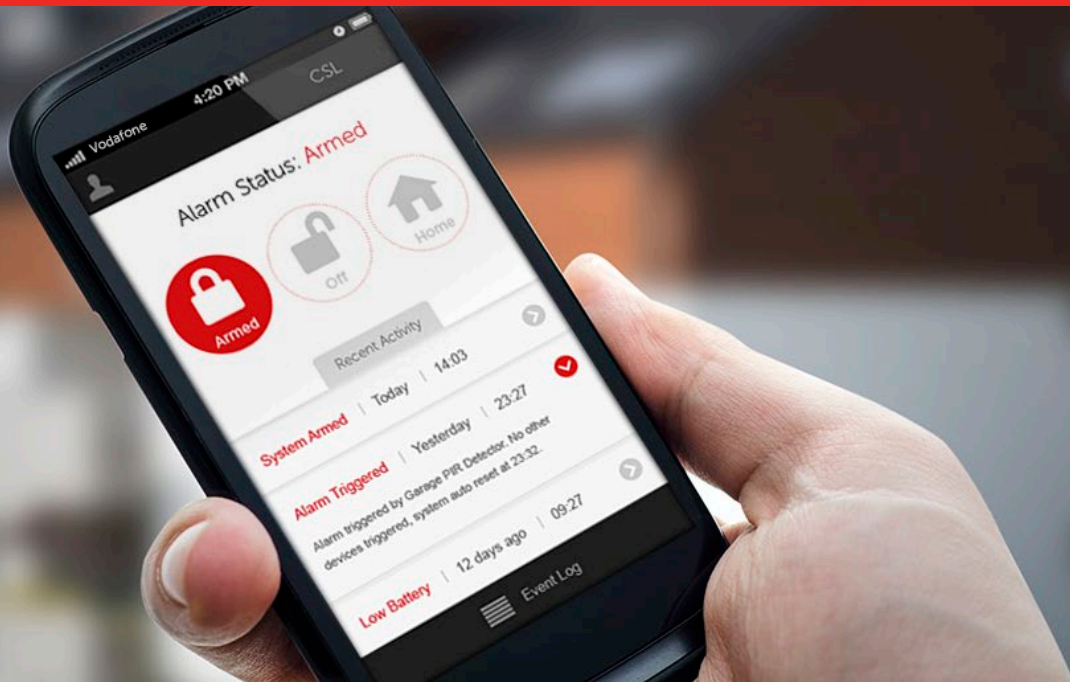 Vodafone 4:20 PM
CSL
Alarm Status: Armed
Armed
Off
Home
Recent Activity
System Armed | Today | 14:03
Alarm Triggered | Yesterday | 23:27
Alarm triggered by Garage PIR Detector. No other
devices triggered, system auto reset at 23:32.
Low Battery | 12 days ago | 09:27
Event Log